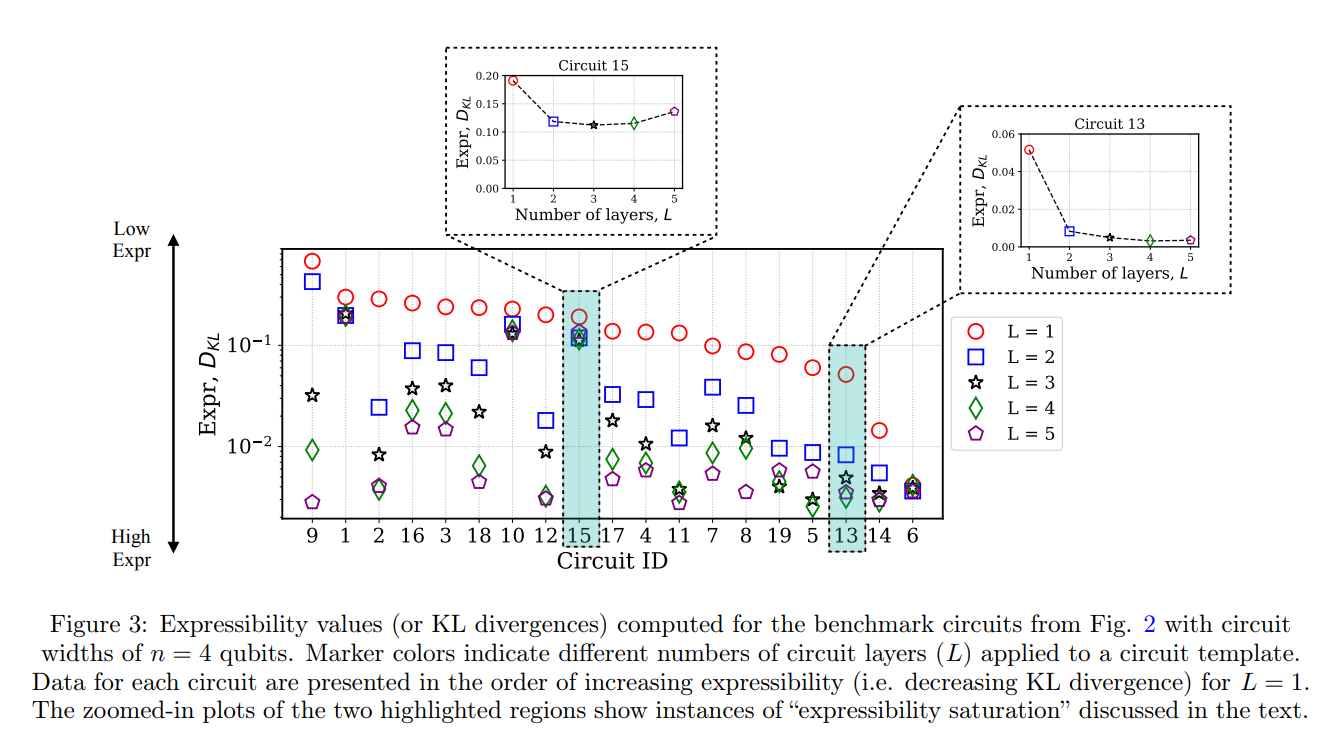 Circuit 15
0.20
0.15
0.10
0.05
0.00
Expr, D_KL
1 2 3 4 5
Number of layers, L
Circuit 13
0.06
0.04
0.02
0.00
Expr, D_KL
1 2 3 4 5
Number of layers, L
Low
Expr
High
Expr
Expr, D_KL
10⁻¹
10⁻²
9 1 2 16 3 18 10 12 15 17 4 11 7 8 19 5 13 14 6
Circuit ID
L = 1
L = 2
L = 3
L = 4
L = 5
Figure 3: Expressibility values (or KL divergences) computed for the benchmark circuits from Fig. 2 with circuit
widths of n = 4 qubits. Marker colors indicate different numbers of circuit layers (L) applied to a circuit template.
Data for each circuit are presented in the order of increasing expressibility (i.e. decreasing KL divergence) for L = 1.
The zoomed-in plots of the two highlighted regions show instances of “expressibility saturation” discussed in the text.